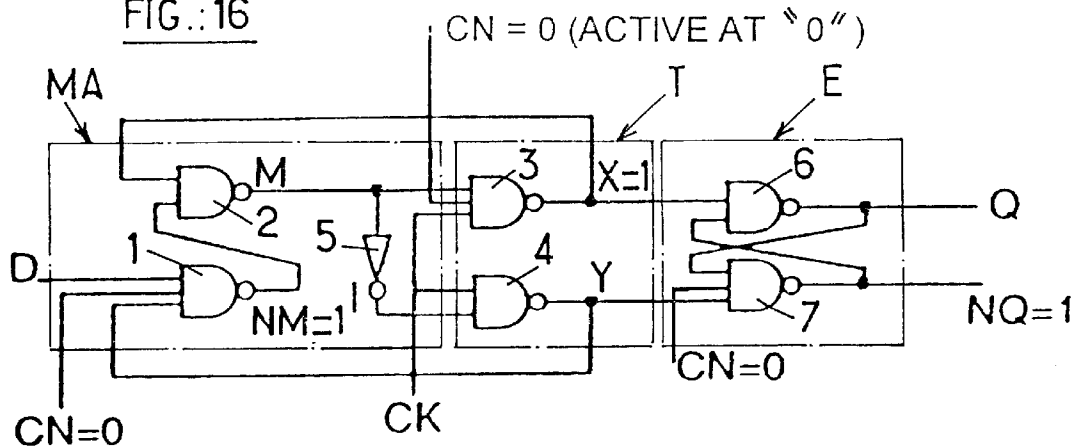 FIG.:16
CN = 0 (ACTIVE AT "0")
MA
T
E
M
3
X=1
6
2
5
Q
D
1
4
Y
I
NM=1
7
NQ=1
CN=0
CK
CN=0